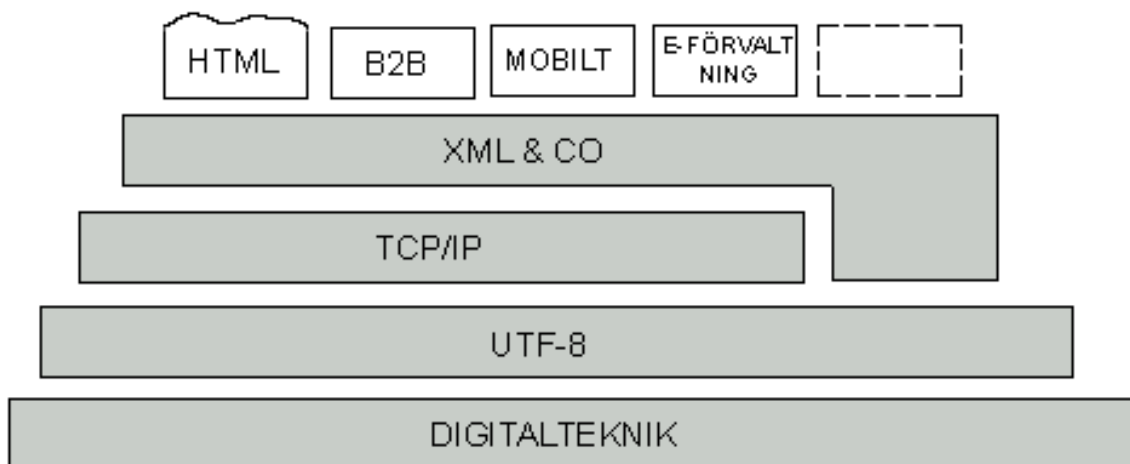 HTML
B2B
MOBILT
E-FÖRVALT
NING
XML & CO
TCP/IP
UTF-8
DIGITALTEKNIK